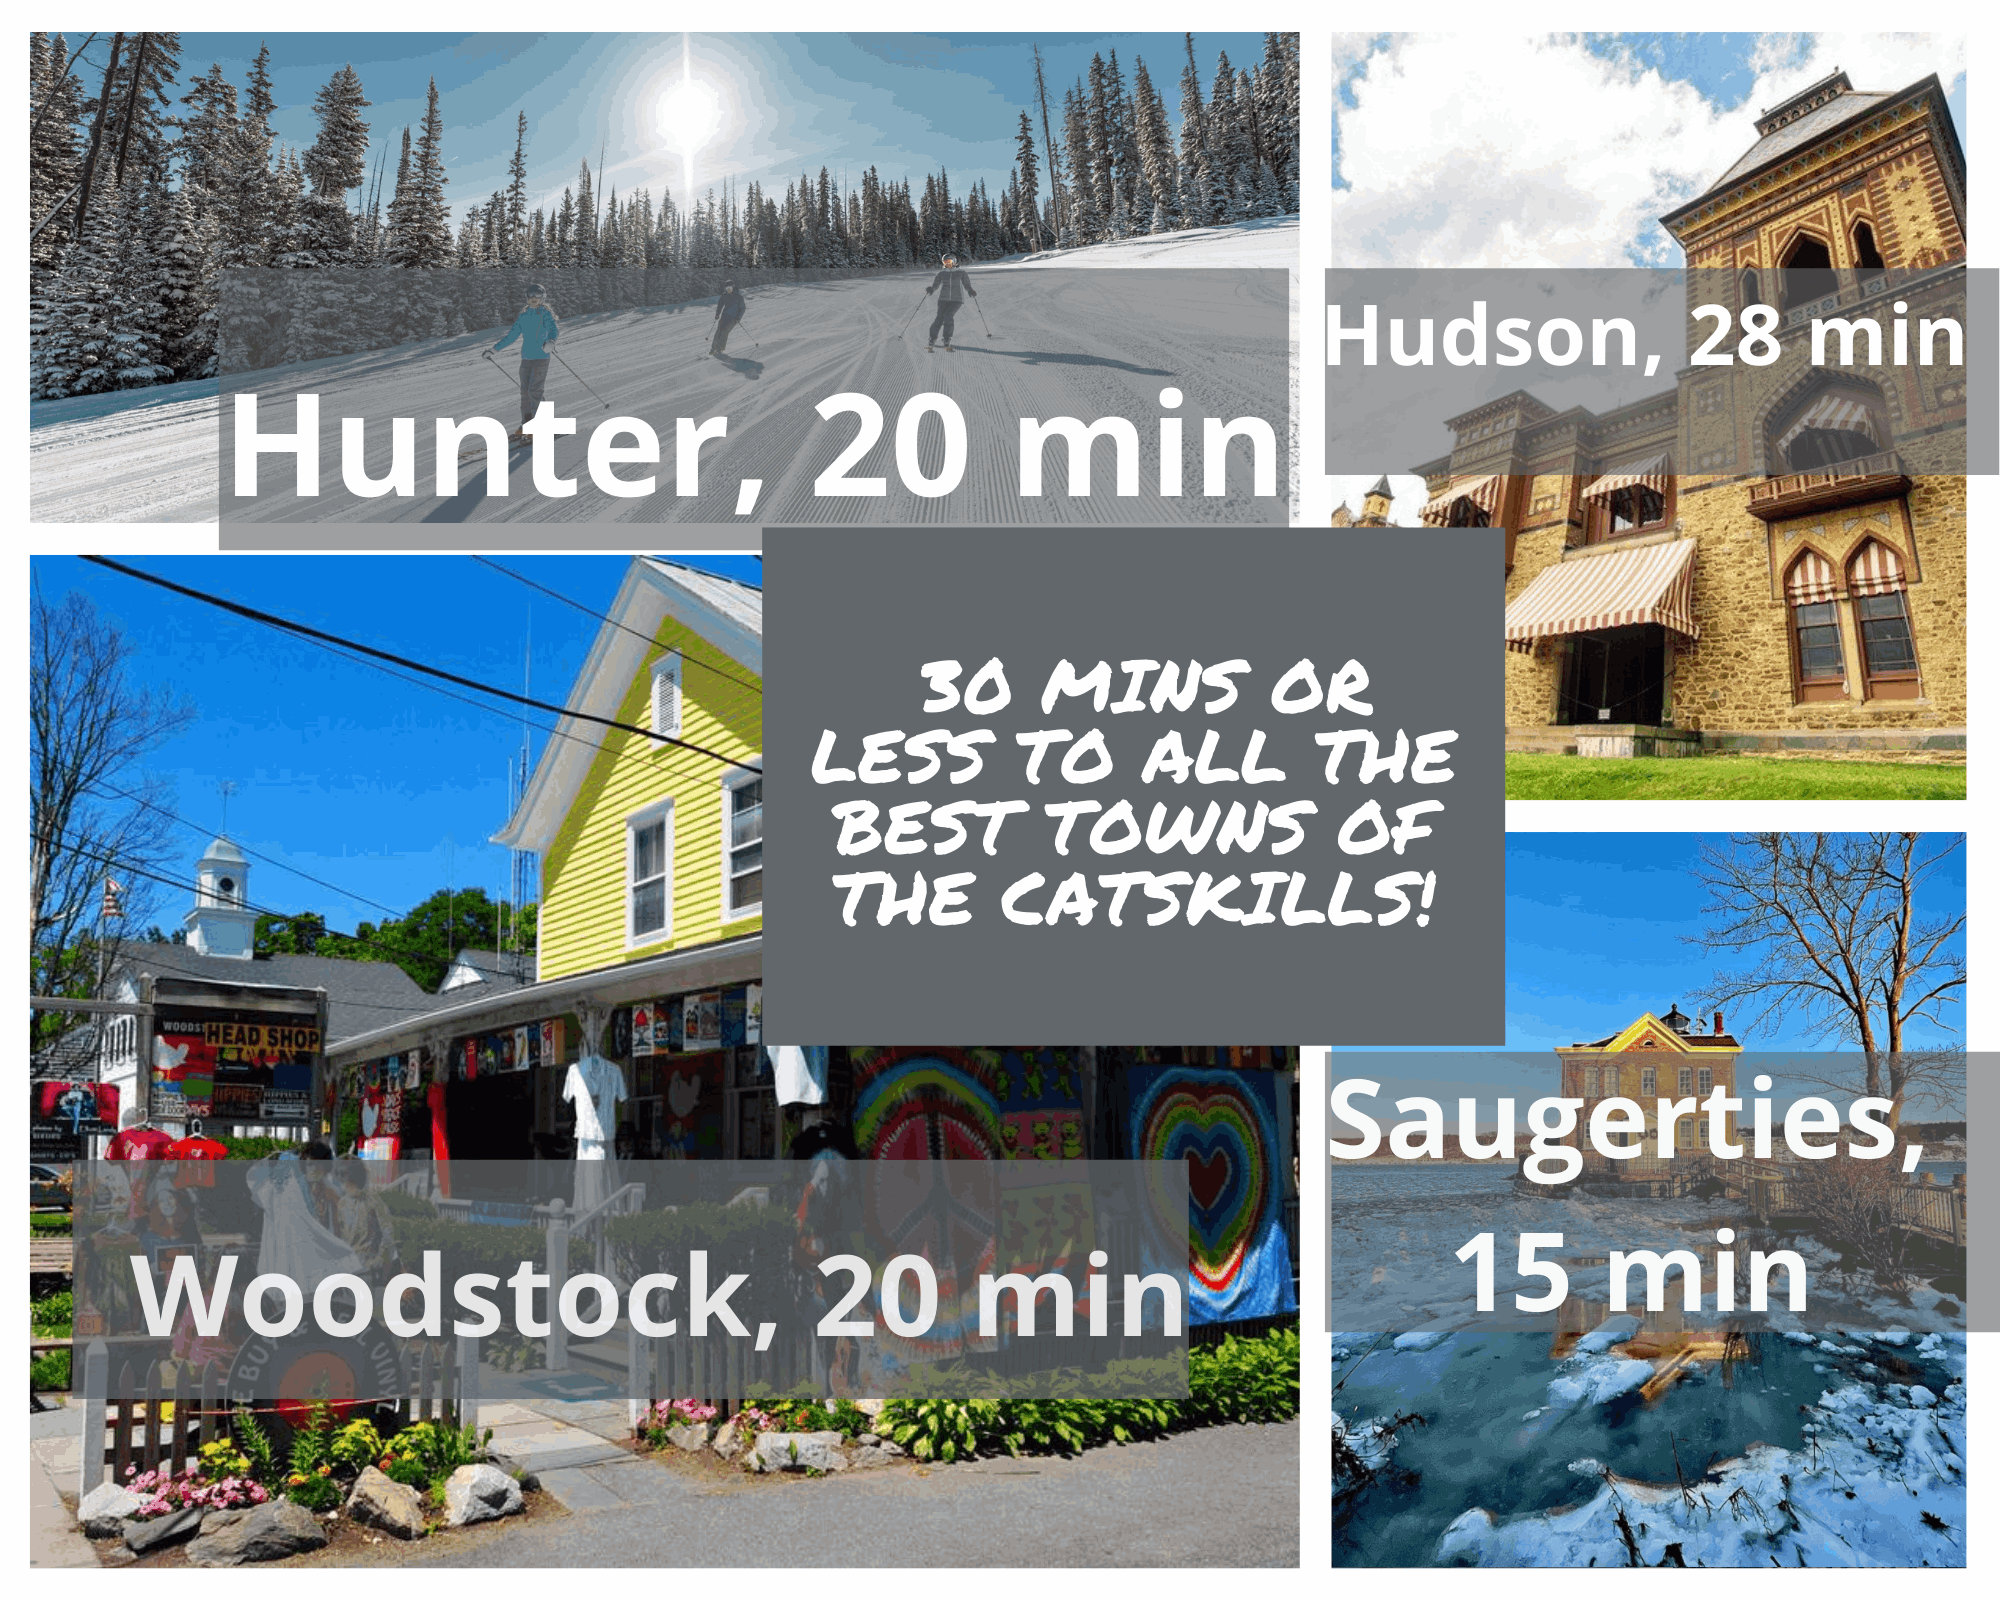 Hunter, 20 min
Hudson, 28 min
30 MINS OR
LESS TO ALL THE
BEST TOWNS OF
THE CATSKILLS!
HEAD SHOP
HIPPIES
Saugerties,
15 min
Woodstock, 20 min